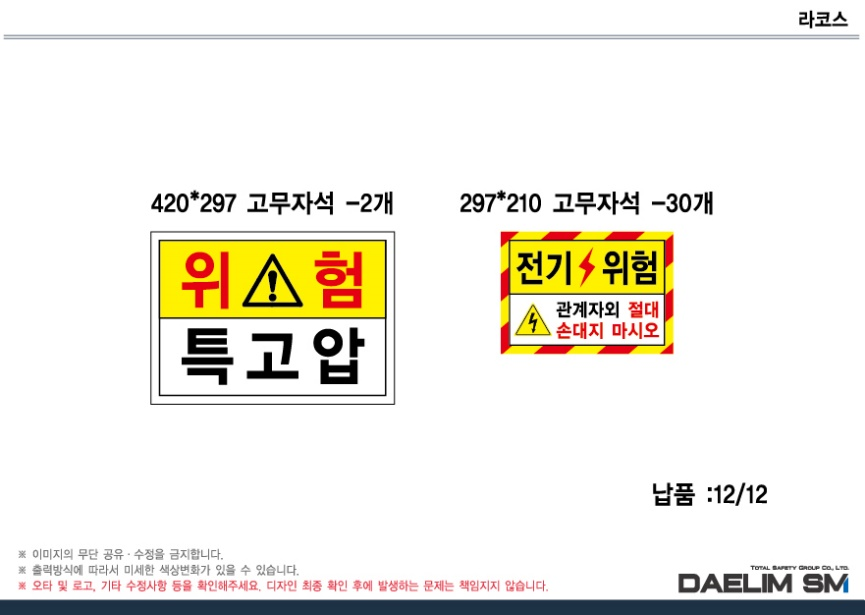 라코스
420*297 고무자석 -2개
297*210 고무자석 -30개
위 험
특고압
전기 위험
관계자외 절대
손대지 마시오
납품 :12/12
※ 이미지의 무단 공유·수정을 금지합니다.
※ 출력방식에 따라서 미세한 색상변화가 있을 수 있습니다.
※ 오타 및 로고, 기타 수정사항 등을 확인해주세요. 디자인 최종 확인 후에 발생하는 문제는 책임지지 않습니다.
TOTAL SAFETY GROUP CO., LTD.
DAELIM SM